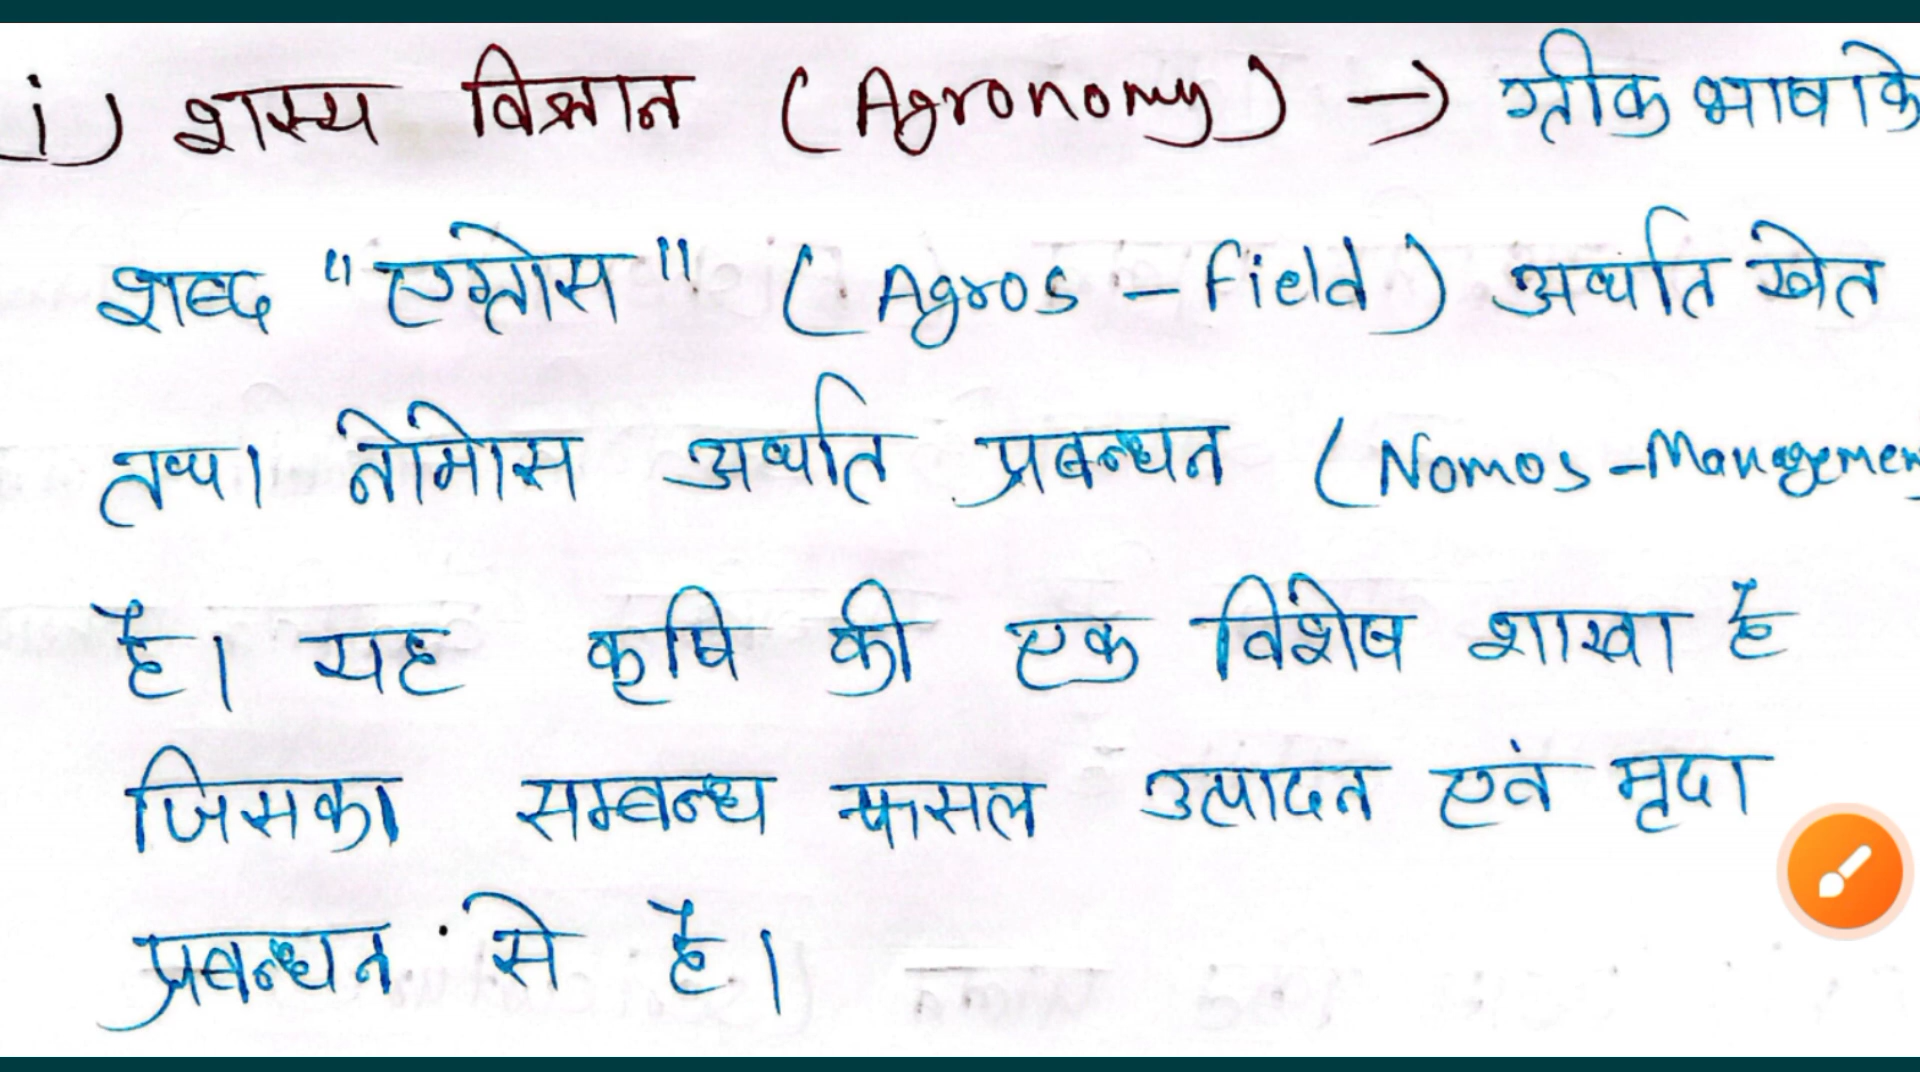 i) शस्य विज्ञान (Agronomy) → ग्रीक भाषा के
शब्द "एग्रोस" (Agros - Field) अर्थात खेत
तथा नोमोस अर्थात प्रबन्धन (Nomos - Managemen
है। यह कृषि की एक विशेष शाखा है
जिसका सम्बन्ध फसल उत्पादन एवं मृदा
प्रबन्धन से है।